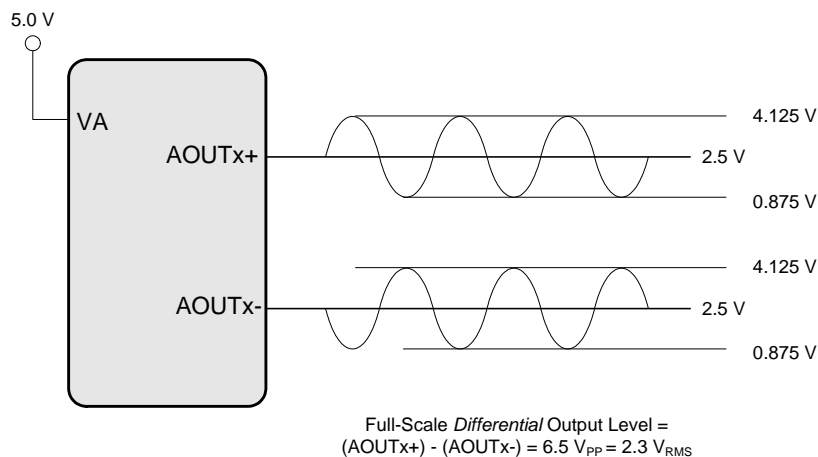 5.0 V
VA
AOUTx+
4.125 V
2.5 V
0.875 V
AOUTx-
4.125 V
2.5 V
0.875 V
Full-Scale Differential Output Level =
(AOUTx+) - (AOUTx-) = 6.5 VPP = 2.3 VRMS